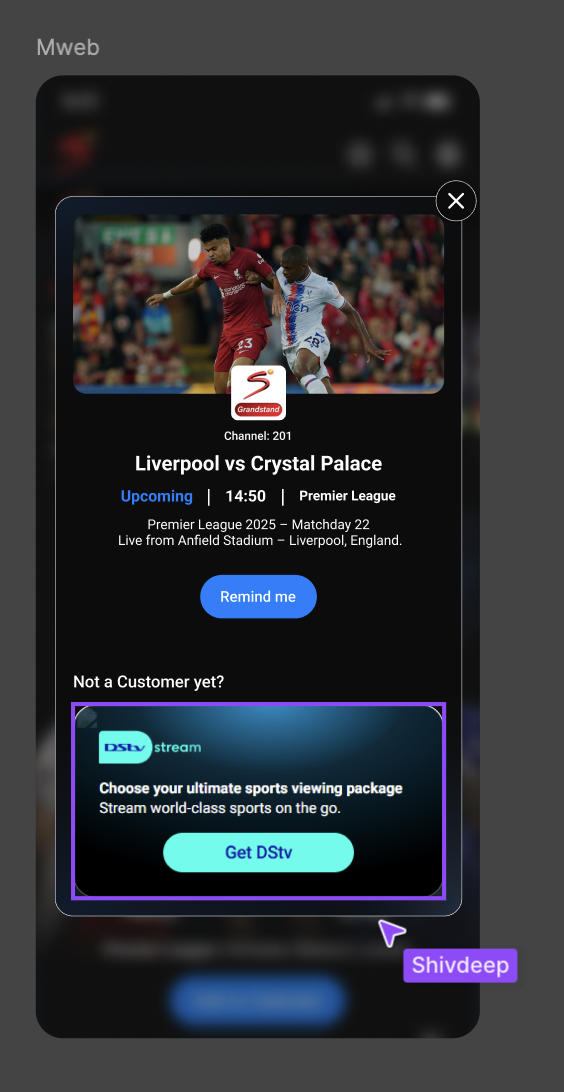 Mweb
23
Grandstand
Channel: 201
Liverpool vs Crystal Palace
Upcoming | 14:50 | Premier League
Premier League 2025 – Matchday 22
Live from Anfield Stadium – Liverpool, England.
Remind me
Not a Customer yet?
DStv stream
Choose your ultimate sports viewing package
Stream world-class sports on the go.
Get DStv
Shivdeep